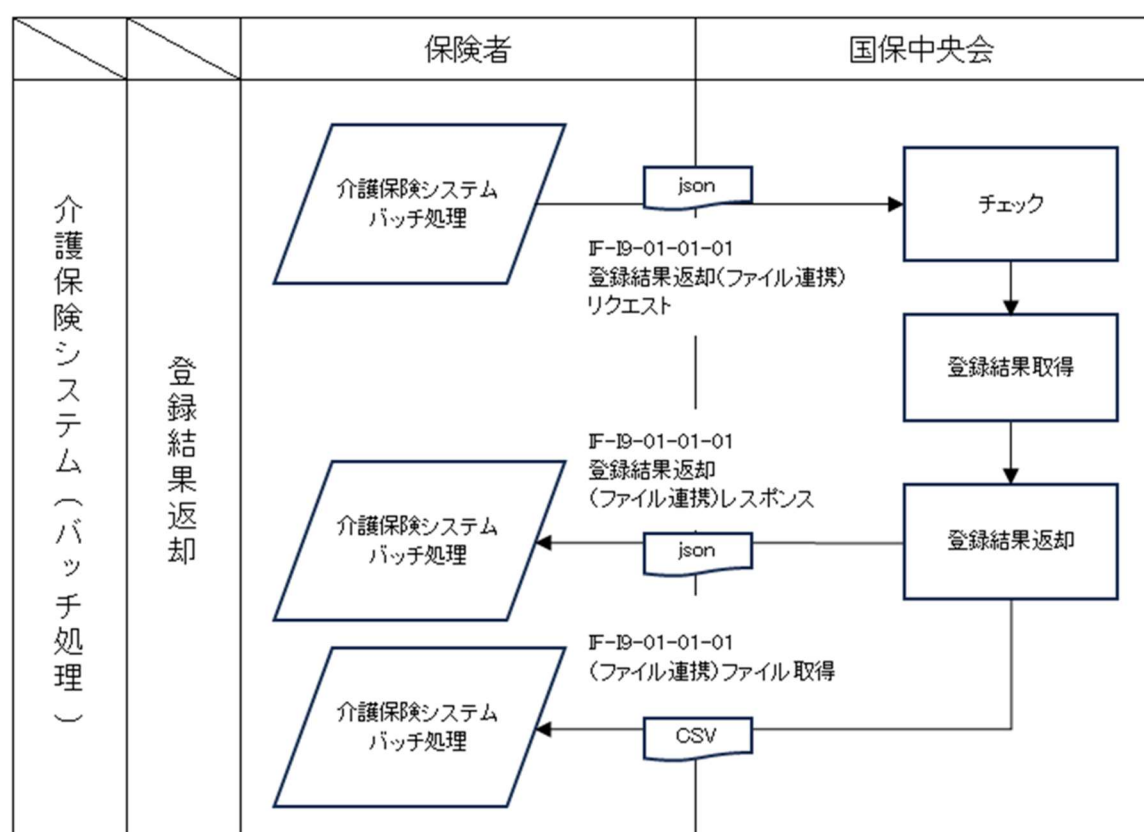 保険者
国保中央会
介護保険システム（バッチ処理）
登録結果返却
介護保険システム
バッチ処理
json
チェック
IF-I9-01-01-01
登録結果返却(ファイル連携)
リクエスト
登録結果取得
IF-I9-01-01-01
登録結果返却
(ファイル連携)レスポンス
介護保険システム
バッチ処理
json
登録結果返却
IF-I9-01-01-01
(ファイル連携)ファイル取得
介護保険システム
バッチ処理
CSV